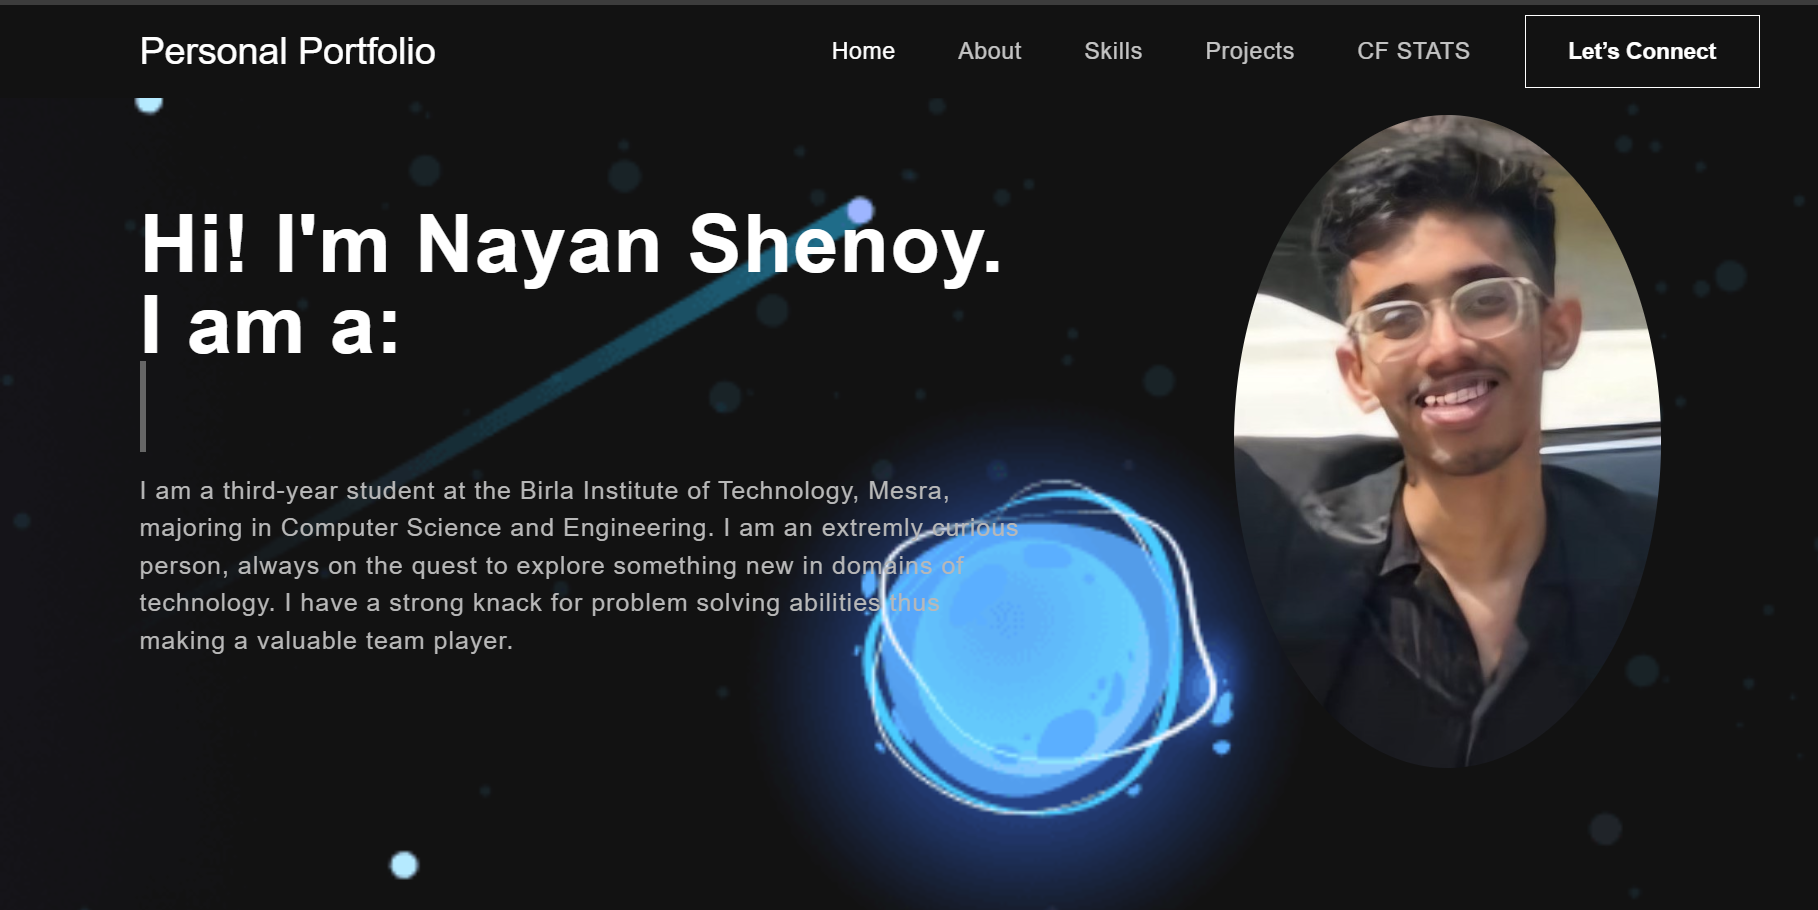 Personal Portfolio
Home About Skills Projects CF STATS Let’s Connect
Hi! I'm Nayan Shenoy.
I am a:
I am a third-year student at the Birla Institute of Technology, Mesra,
majoring in Computer Science and Engineering. I am an extremly curious
person, always on the quest to explore something new in domains of
technology. I have a strong knack for problem solving abilities thus
making a valuable team player.